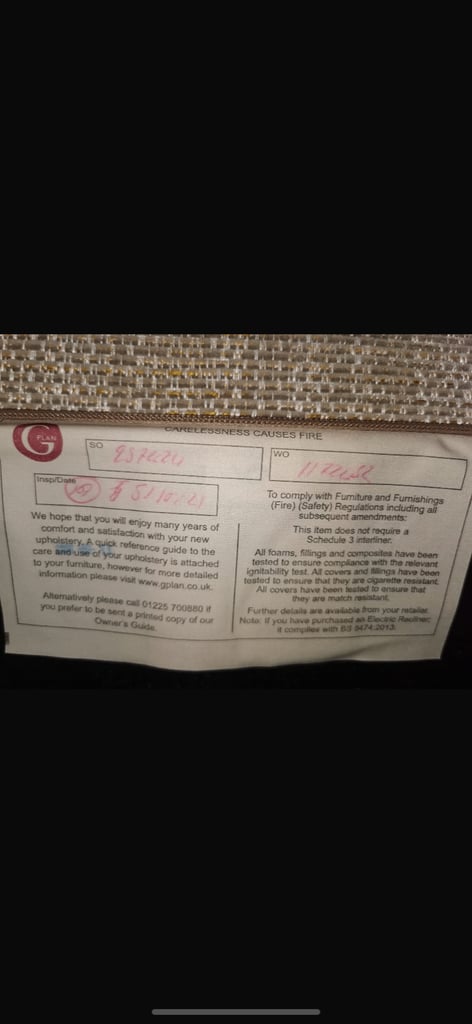 CARELESSNESS CAUSES FIRE
G PLAN
SO
WO
Insp/Date
We hope that you will enjoy many years of
comfort and satisfaction with your new
upholstery. A quick reference guide to the
care and use of your upholstery is attached
to your furniture, however for more detailed
information please visit www.gplan.co.uk.
Alternatively please call 01225 700880 if
you prefer to be sent a printed copy of our
Owner's Guide.
To comply with Furniture and Furnishings
(Fire) (Safety) Regulations including all
subsequent amendments:
This item does not require a
Schedule 3 interliner.
All foams, fillings and composites have been
tested to ensure compliance with the relevant
ignitability test. All covers and fillings have been
tested to ensure that they are cigarette resistant.
All covers have been tested to ensure that
they are match resistant.
Further details are available from your retailer.
Note: If you have purchased an Electric Recliner,
it complies with BS 5474:2013.